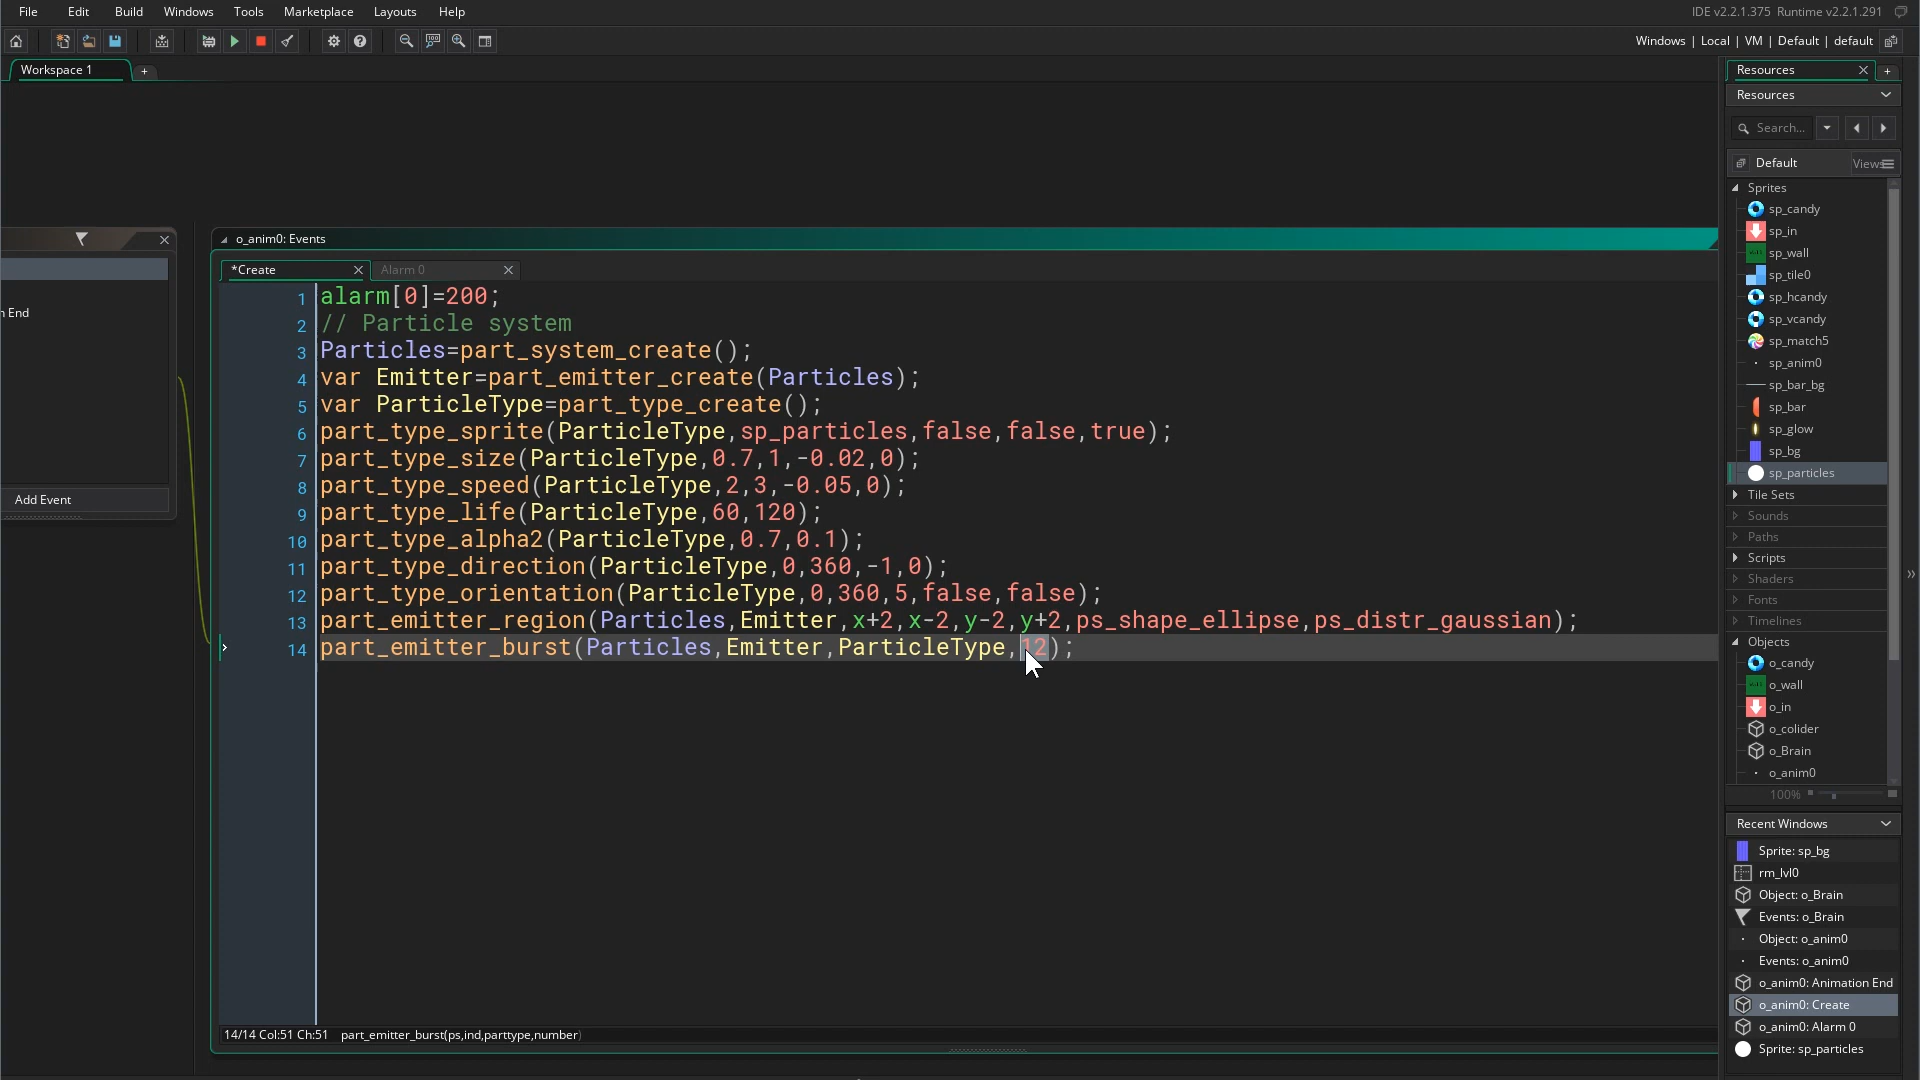 File Edit Build Windows Tools Marketplace Layouts Help
IDE v2.2.1.375 Runtime v2.2.1.291
Windows | Local | VM | Default | default
Workspace 1
+
Resources
+
Resources
Search...
Default
Views
Sprites
sp_candy
sp_in
sp_wall
sp_tile0
sp_hcandy
sp_vcandy
sp_match5
sp_anim0
sp_bar_bg
sp_bar
sp_glow
sp_bg
sp_particles
Tile Sets
Sounds
Paths
Scripts
Shaders
Fonts
Timelines
Objects
o_candy
o_wall
o_in
o_colider
o_Brain
o_anim0
100%
Recent Windows
Sprite: sp_bg
rm_lvl0
Object: o_Brain
Events: o_Brain
Object: o_anim0
Events: o_anim0
o_anim0: Animation End
o_anim0: Create
o_anim0: Alarm 0
Sprite: sp_particles
n End
Add Event
o_anim0: Events
*Create
Alarm 0
1 alarm[0]=200;
2 // Particle system
3 Particles=part_system_create();
4 var Emitter=part_emitter_create(Particles);
5 var ParticleType=part_type_create();
6 part_type_sprite(ParticleType,sp_particles,false,false,true);
7 part_type_size(ParticleType,0.7,1,-0.02,0);
8 part_type_speed(ParticleType,2,3,-0.05,0);
9 part_type_life(ParticleType,60,120);
10 part_type_alpha2(ParticleType,0.7,0.1);
11 part_type_direction(ParticleType,0,360,-1,0);
12 part_type_orientation(ParticleType,0,360,5,false,false);
13 part_emitter_region(Particles,Emitter,x+2,x-2,y-2,y+2,ps_shape_ellipse,ps_distr_gaussian);
14 part_emitter_burst(Particles,Emitter,ParticleType,12);
14/14 Col:51 Ch:51 part_emitter_burst(ps,ind,parttype,number)